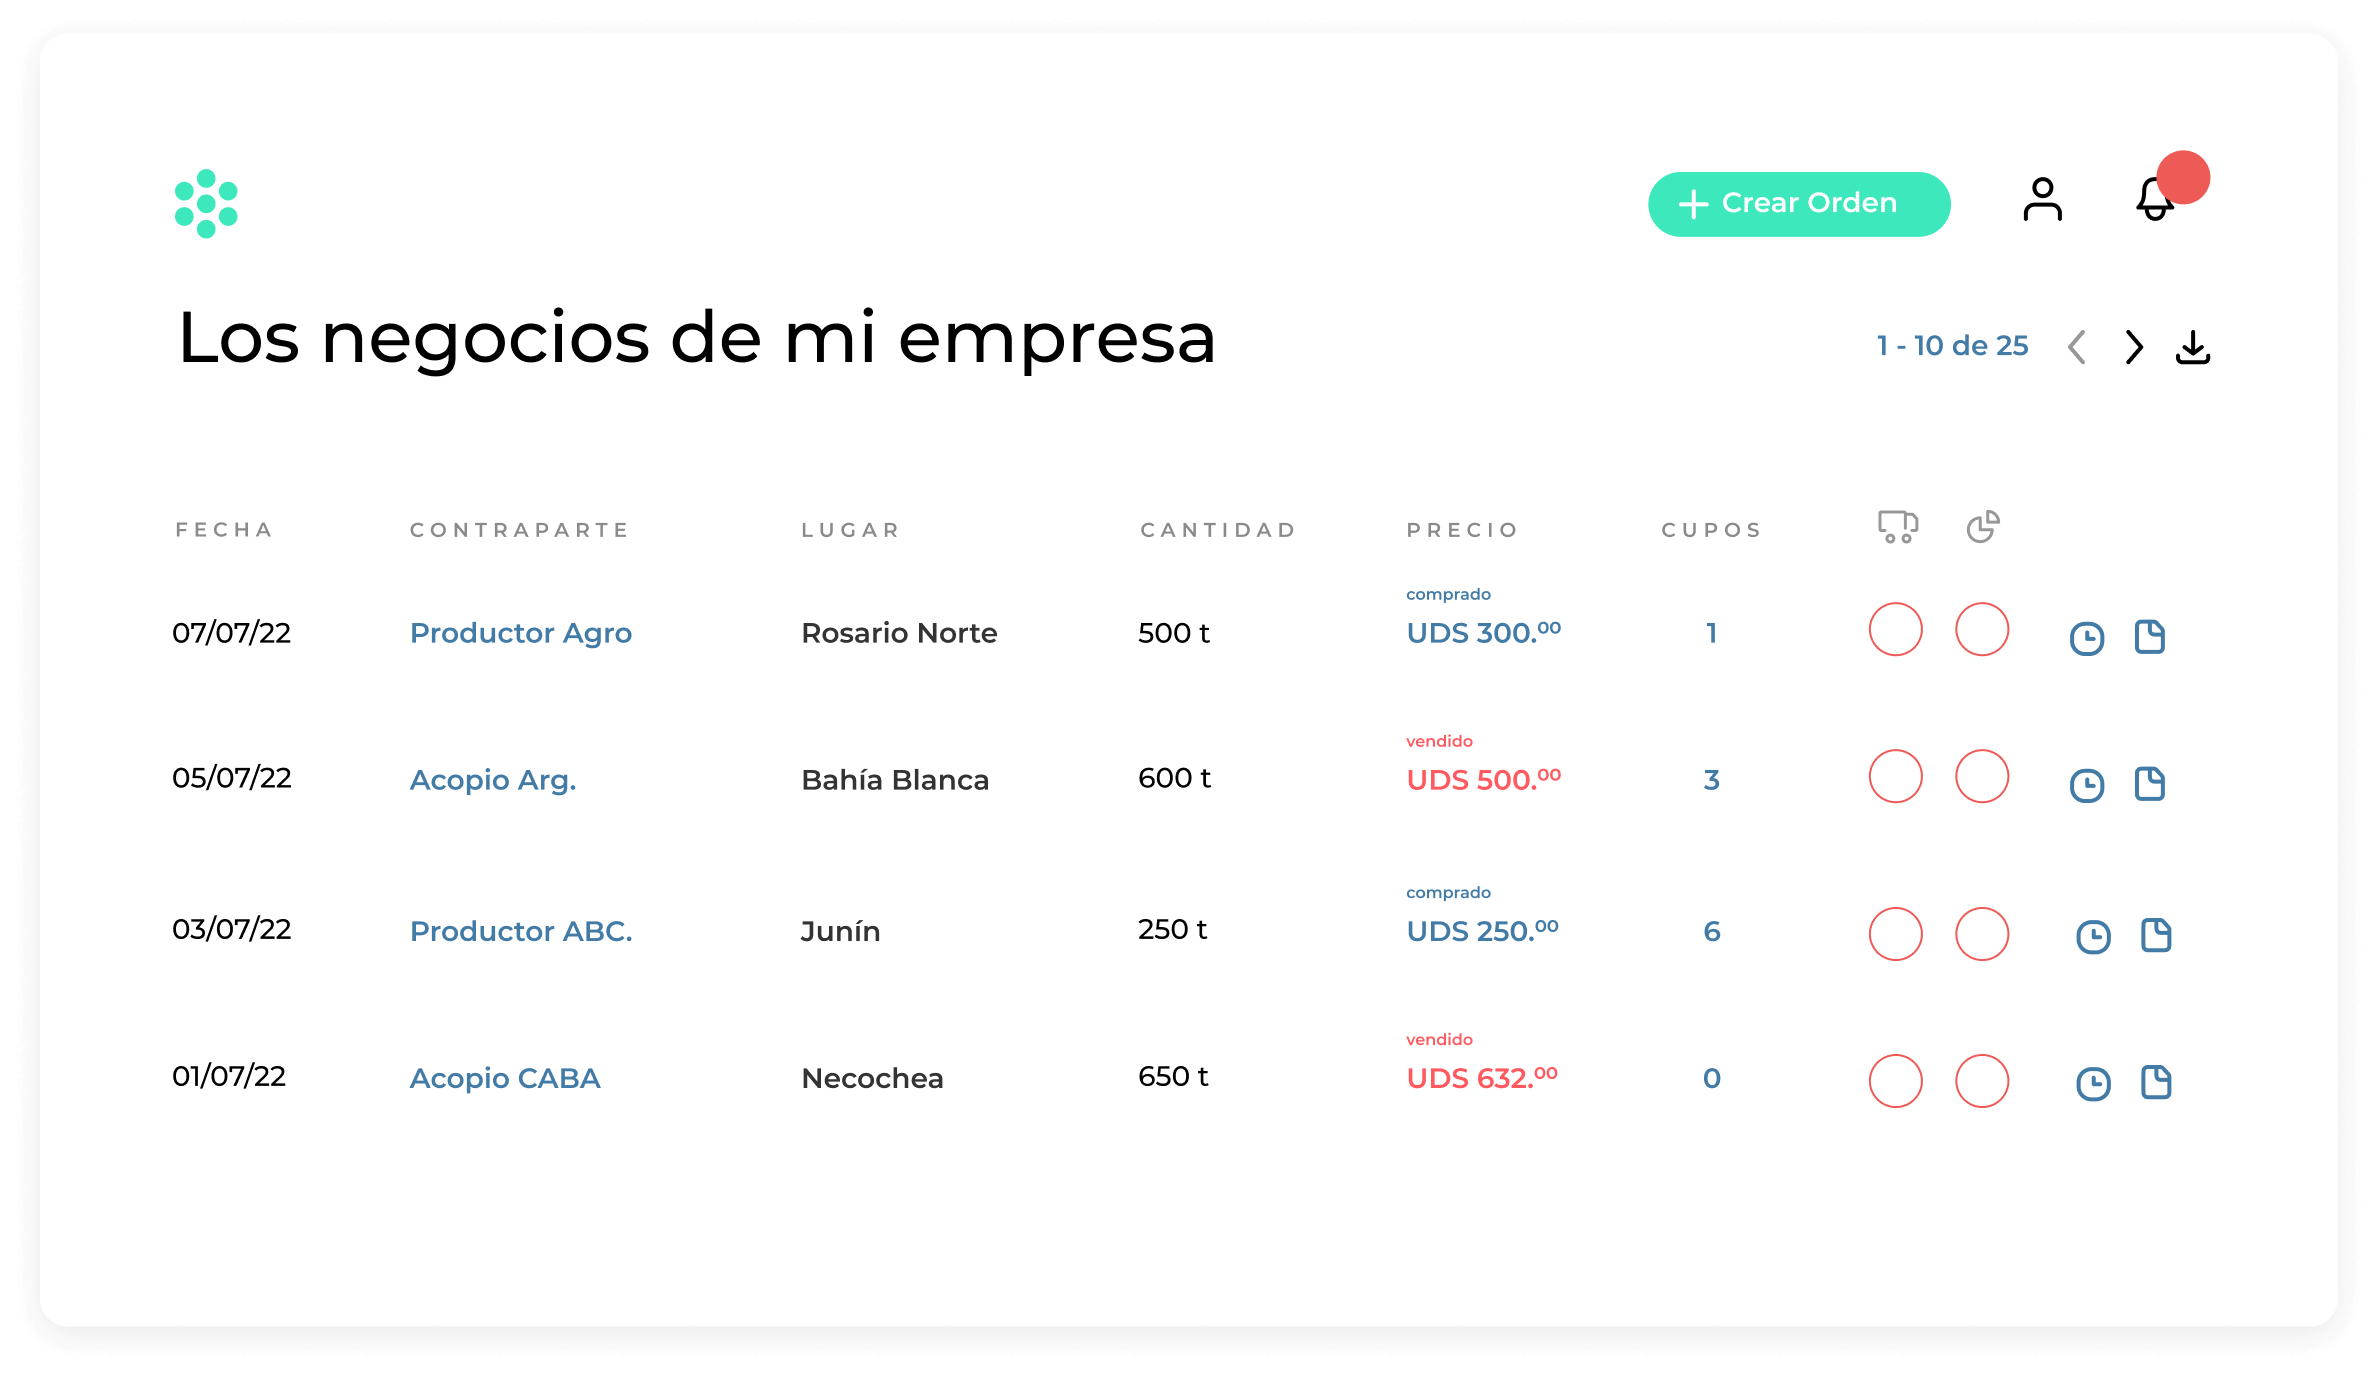 Crear Orden
Los negocios de mi empresa
1 - 10 de 25
FECHA CONTRAPARTE LUGAR CANTIDAD PRECIO CUPOS
comprado
07/07/22 Productor Agro Rosario Norte 500 t UDS 300.00 1
vendido
05/07/22 Acopio Arg. Bahía Blanca 600 t UDS 500.00 3
comprado
03/07/22 Productor ABC. Junín 250 t UDS 250.00 6
vendido
01/07/22 Acopio CABA Necochea 650 t UDS 632.00 0